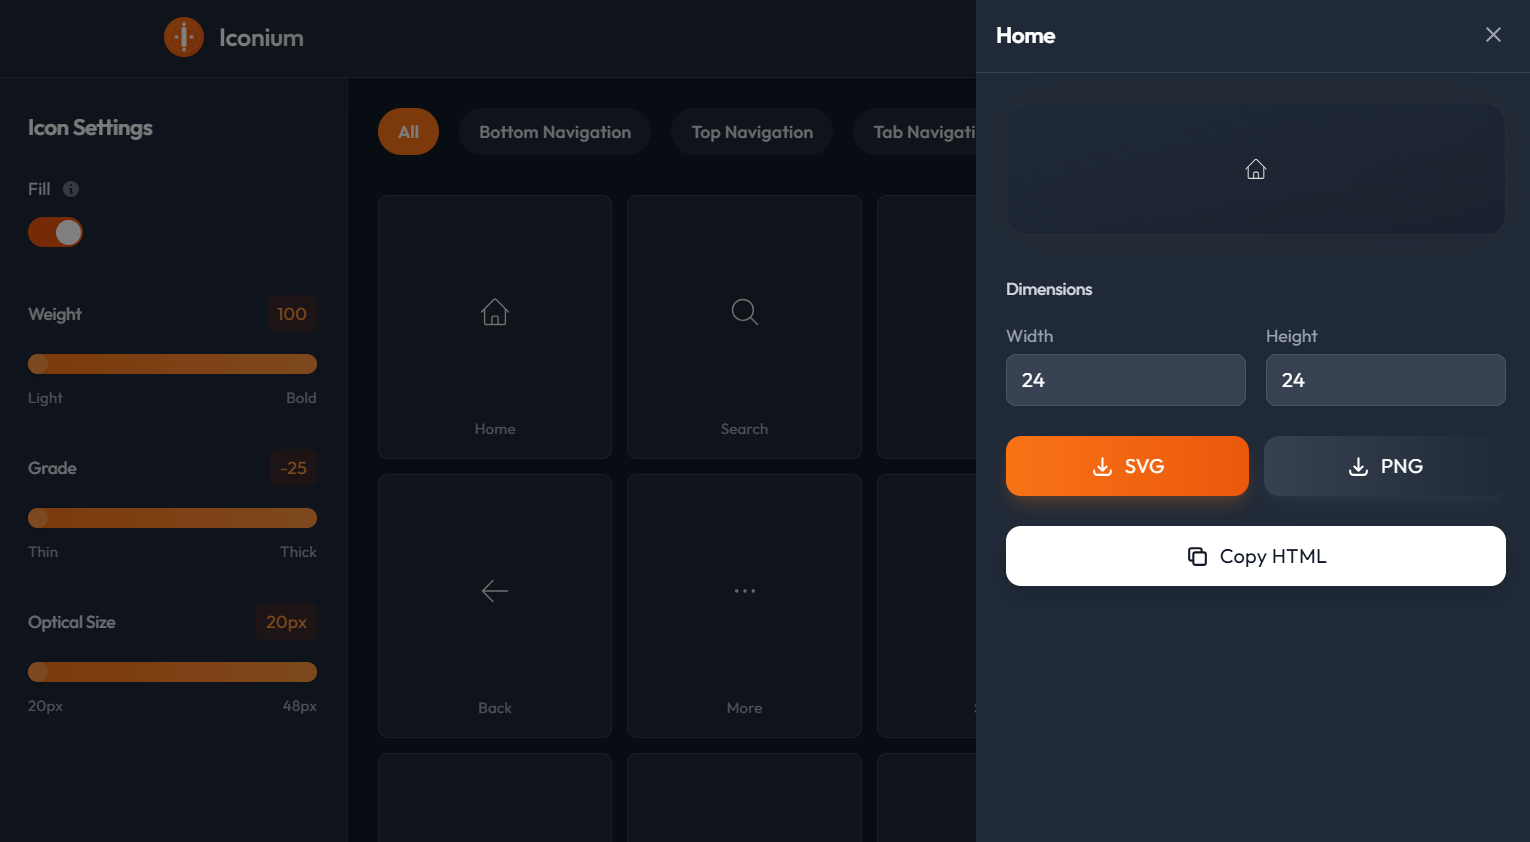 Iconium
Home
Icon Settings
Fill
Weight 100
Light Bold
Grade -25
Thin Thick
Optical Size 20px
20px 48px
All Bottom Navigation Top Navigation Tab Navigati
Home Search
Back More
Dimensions
Width Height
24 24
SVG PNG
Copy HTML